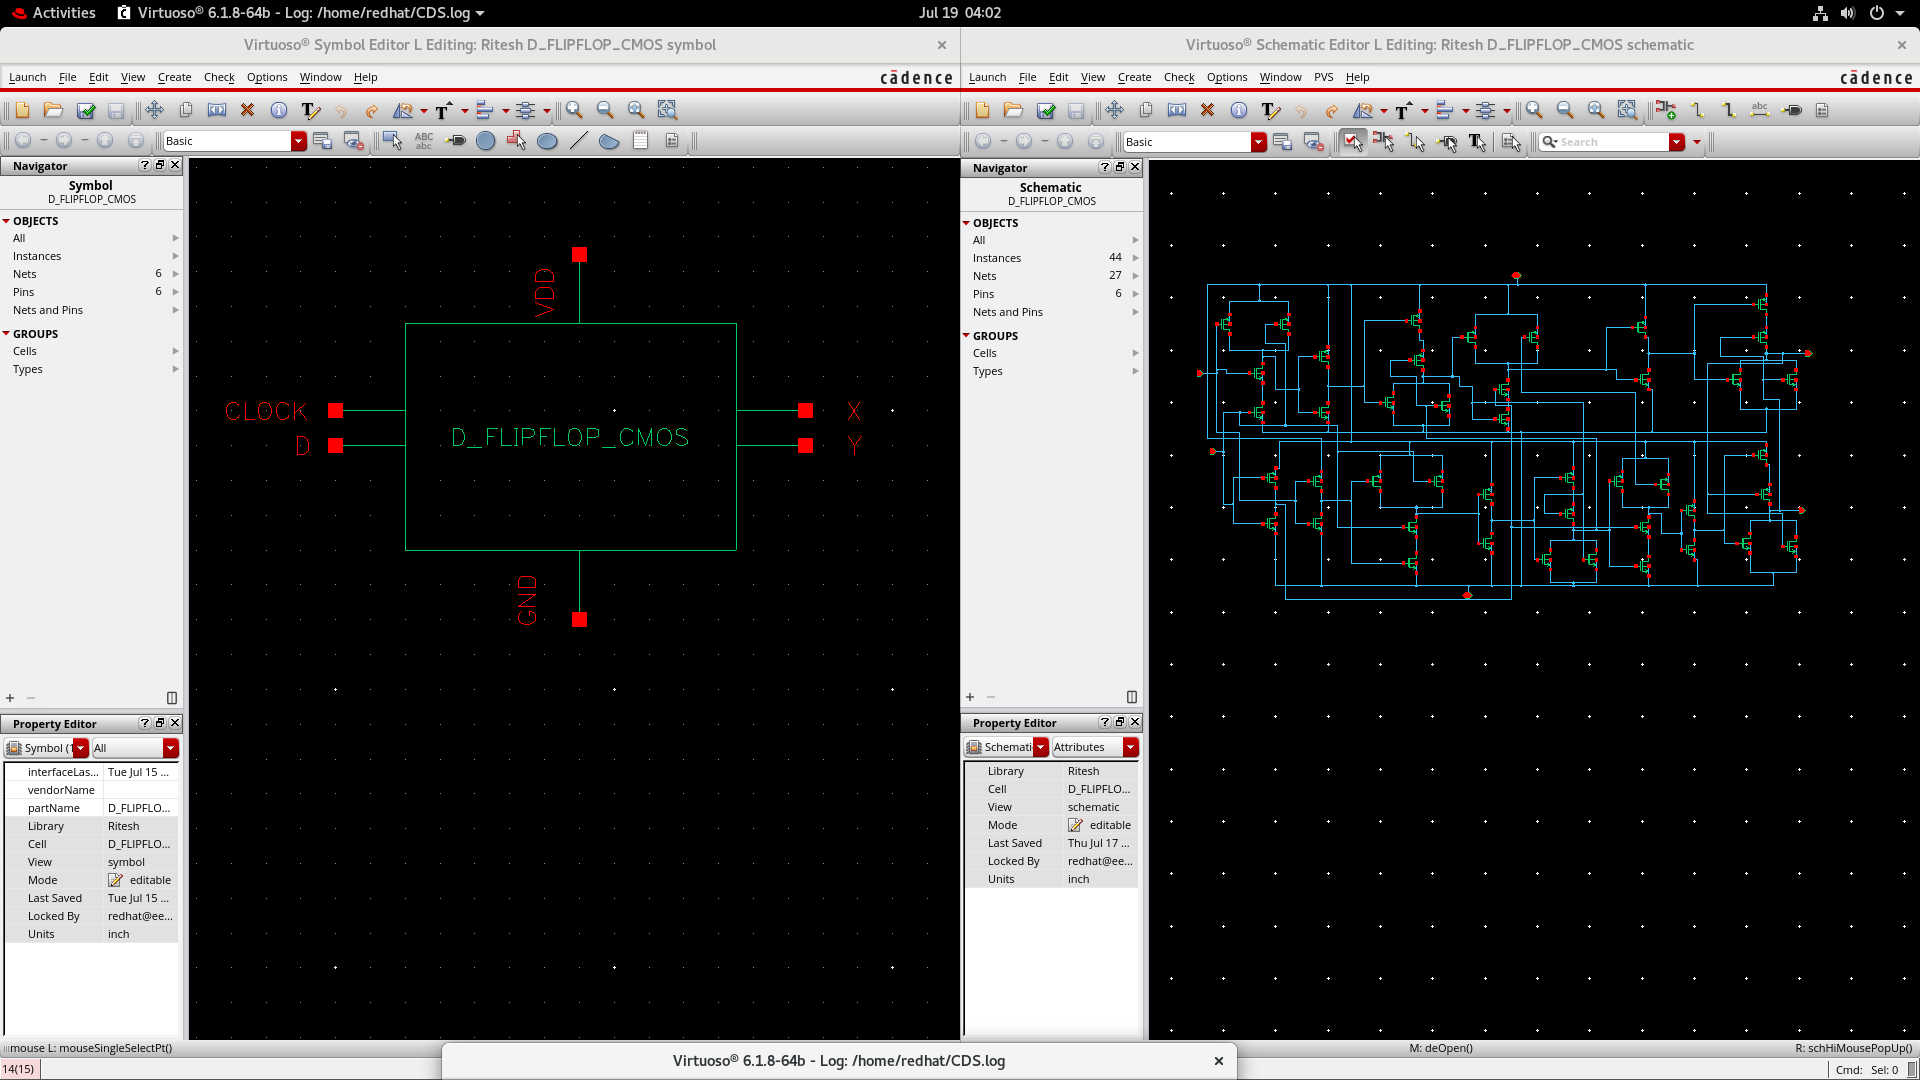 Activities
Virtuoso® 6.1.8-64b - Log: /home/redhat/CDS.log
Jul 19 04:02
Virtuoso® Symbol Editor L Editing: Ritesh D_FLIPFLOP_CMOS symbol
Launch File Edit View Create Check Options Window Help
cādence
Basic
Navigator
Symbol
D_FLIPFLOP_CMOS
OBJECTS
All
Instances
Nets 6
Pins 6
Nets and Pins
GROUPS
Cells
Types
VDD
CLOCK
D
D_FLIPFLOP_CMOS
X
Y
GND
Property Editor
Symbol (1 All
interfaceLas... Tue Jul 15 ...
vendorName
partName D_FLIPFLO...
Library Ritesh
Cell D_FLIPFLO...
View symbol
Mode editable
Last Saved Tue Jul 15 ...
Locked By redhat@ee...
Units inch
mouse L: mouseSingleSelectPt()
14(15)
Virtuoso® Schematic Editor L Editing: Ritesh D_FLIPFLOP_CMOS schematic
Launch File Edit View Create Check Options Window PVS Help
cādence
Basic
Search
Navigator
Schematic
D_FLIPFLOP_CMOS
OBJECTS
All
Instances 44
Nets 27
Pins 6
Nets and Pins
GROUPS
Cells
Types
Property Editor
Schemati Attributes
Library Ritesh
Cell D_FLIPFLO...
View schematic
Mode editable
Last Saved Thu Jul 17 ...
Locked By redhat@ee...
Units inch
M: deOpen()
R: schHiMousePopUp()
Cmd: Sel: 0
Virtuoso® 6.1.8-64b - Log: /home/redhat/CDS.log